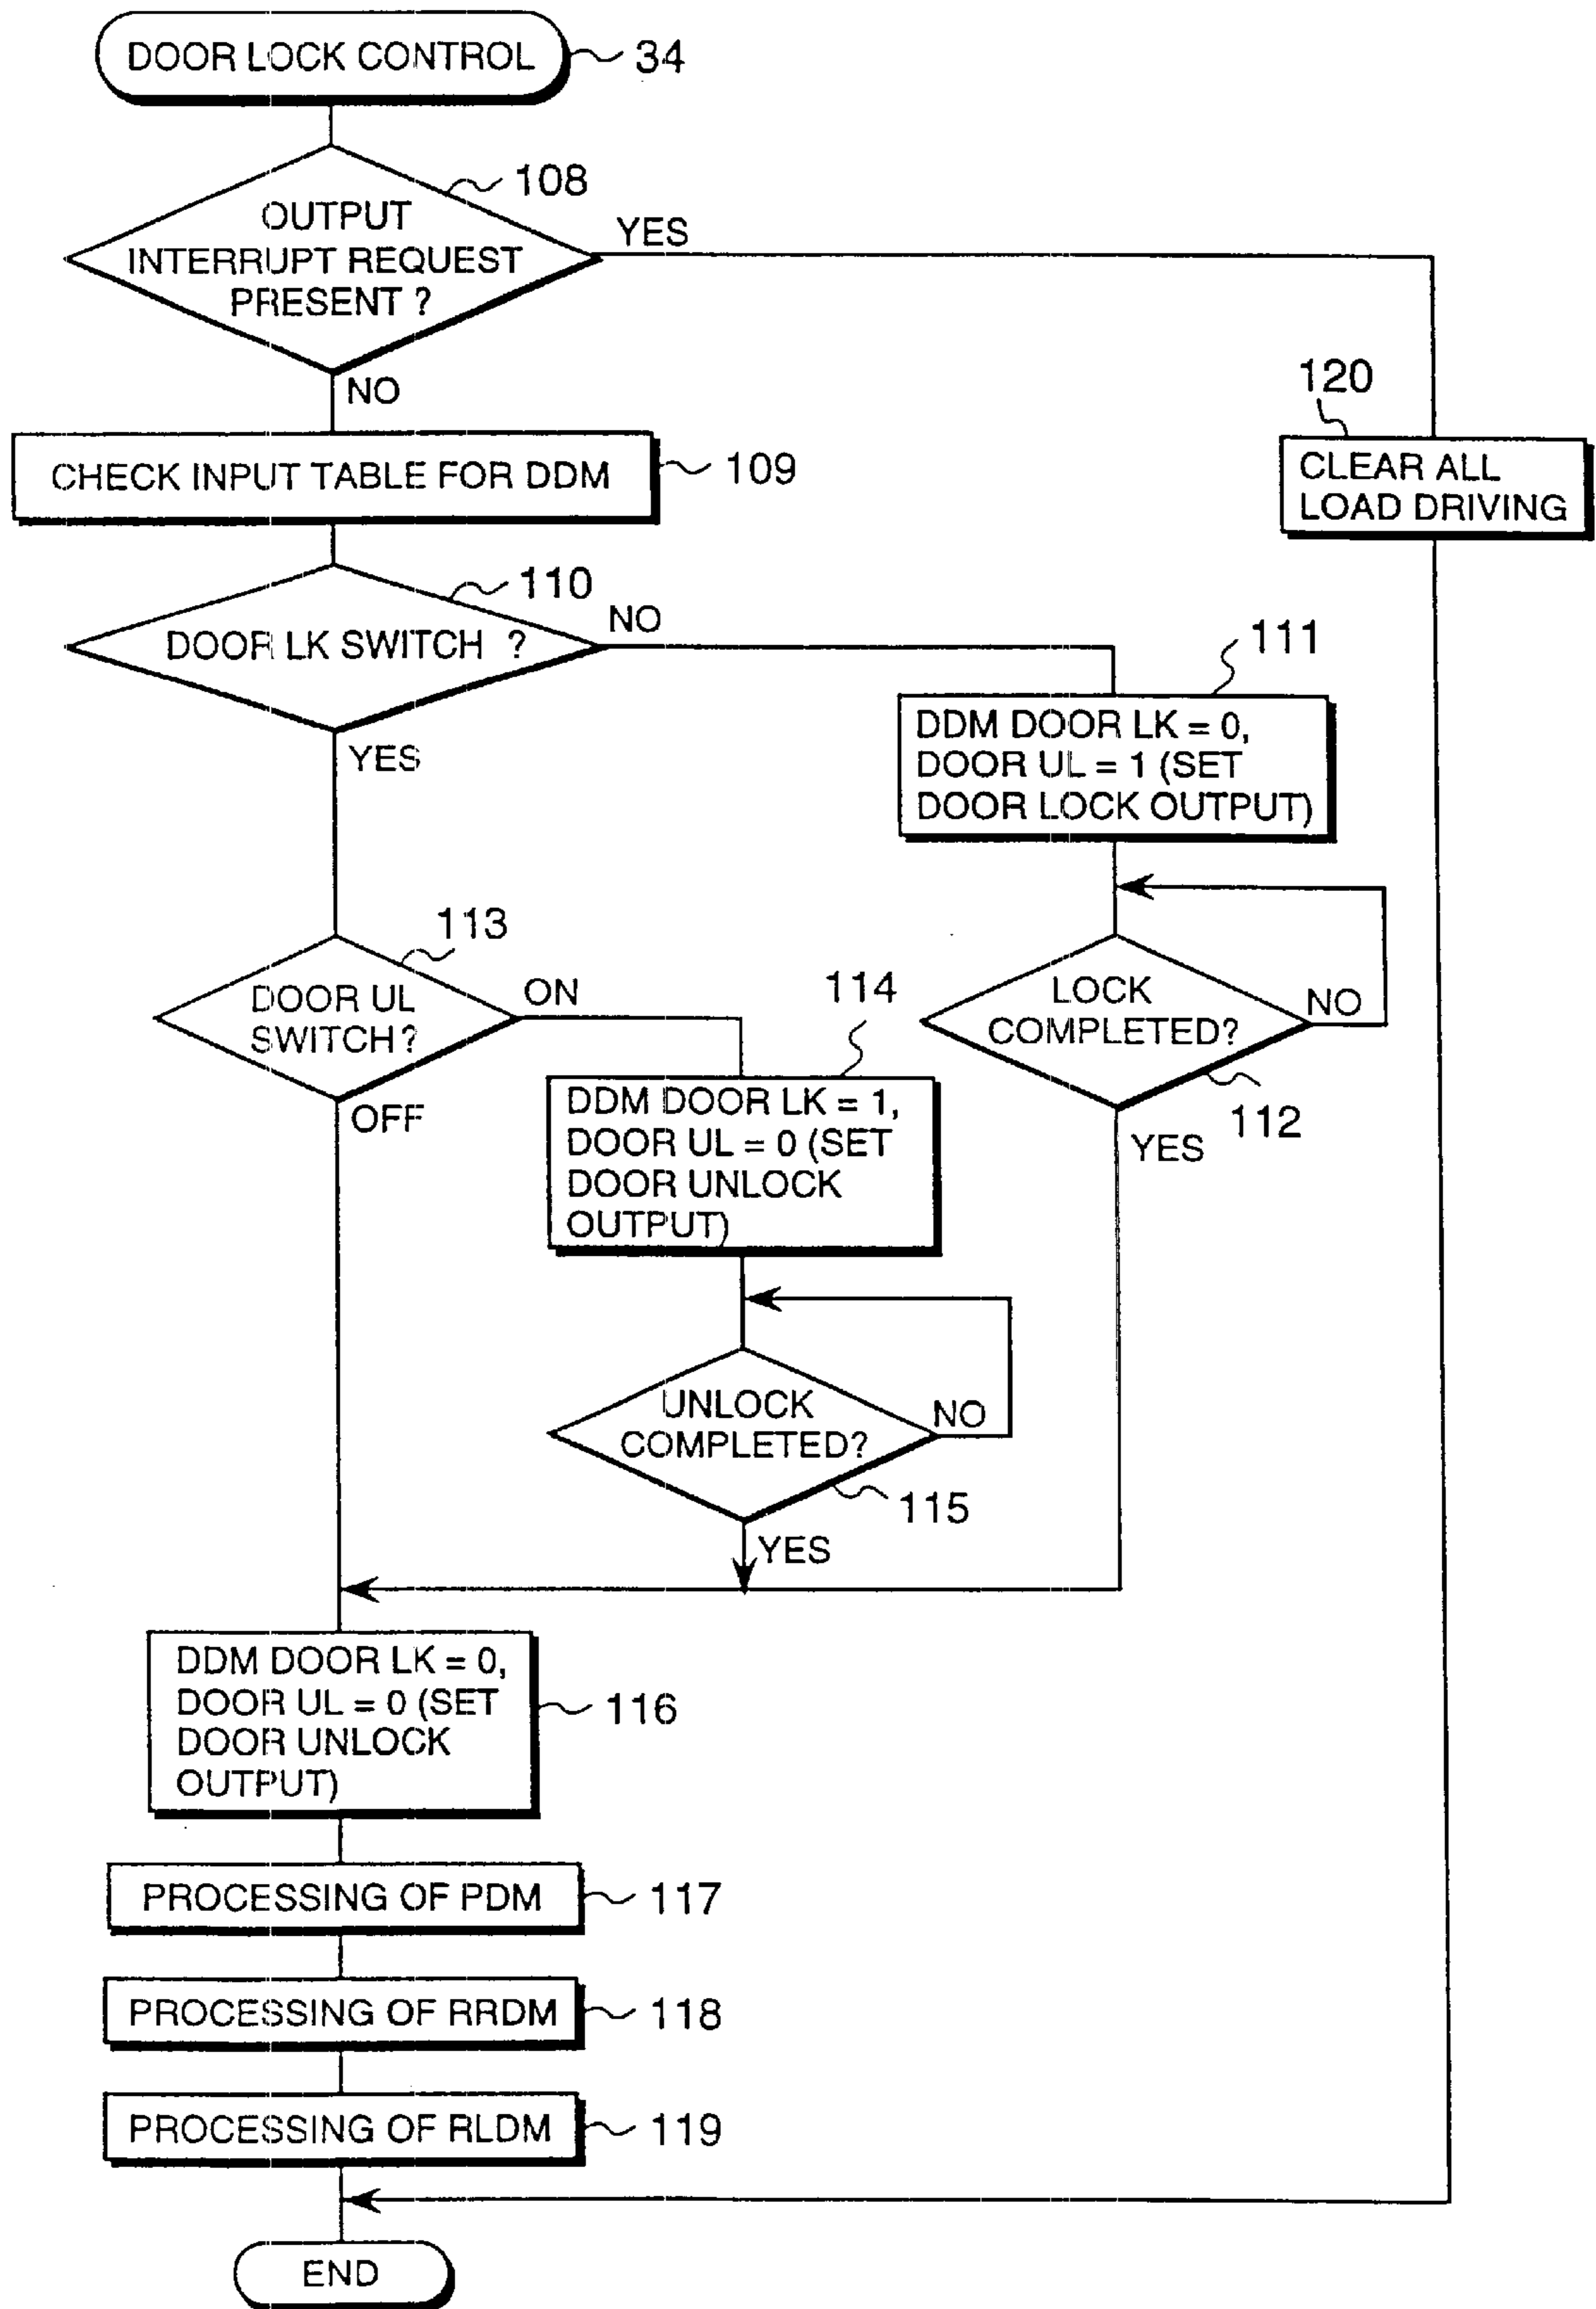 DOOR LOCK CONTROL
34
108
OUTPUT
INTERRUPT REQUEST
PRESENT ?
YES
NO
120
CLEAR ALL
LOAD DRIVING
CHECK INPUT TABLE FOR DDM
109
110
DOOR LK SWITCH ?
NO
YES
111
DDM DOOR LK = 0,
DOOR UL = 1 (SET
DOOR LOCK OUTPUT)
113
DOOR UL
SWITCH?
ON
OFF
LOCK
COMPLETED?
NO
112
YES
114
DDM DOOR LK = 1,
DOOR UL = 0 (SET
DOOR UNLOCK
OUTPUT)
UNLOCK
COMPLETED?
NO
115
YES
DDM DOOR LK = 0,
DOOR UL = 0 (SET
DOOR UNLOCK
OUTPUT)
116
PROCESSING OF PDM
117
PROCESSING OF RRDM
118
PROCESSING OF RLDM
119
END